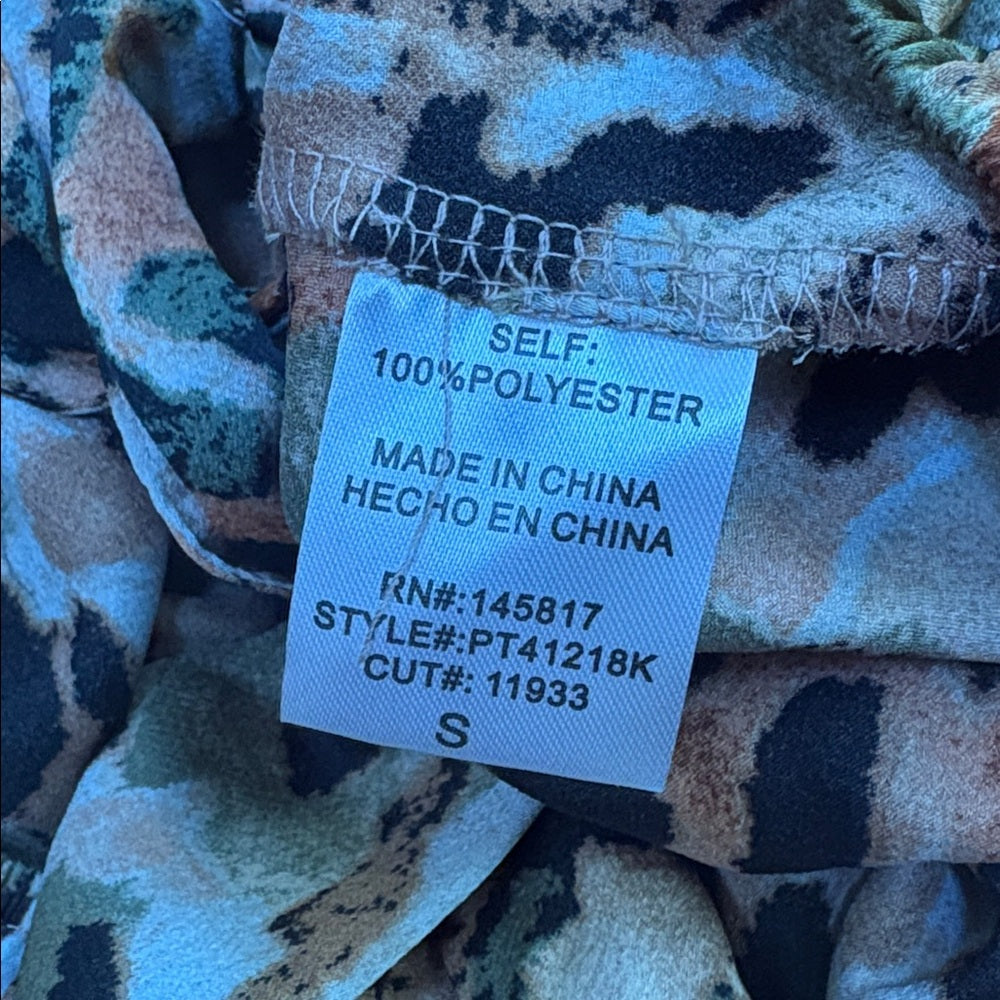 SELF:
100%POLYESTER
MADE IN CHINA
HECHO EN CHINA
RN#:145817
STYLE#:PT41218K
CUT#: 11933
S